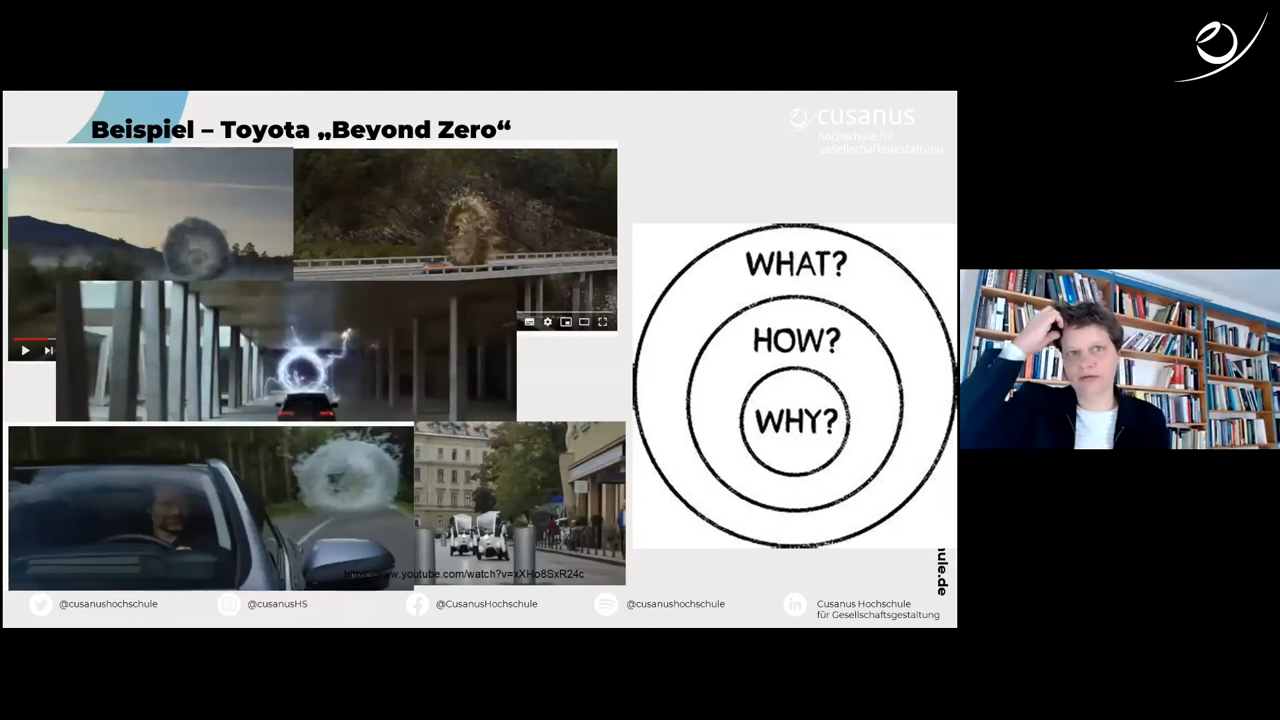 Beispiel – Toyota „Beyond Zero“
cusanus
hochschule für
gesellschaftsgestaltung
WHAT?
HOW?
WHY?
https://www.youtube.com/watch?v=xXHo8SxR24c
ule.de
@cusanushochschule
@cusanusHS
@CusanusHochschule
@cusanushochschule
Cusanus Hochschule
für Gesellschaftsgestaltung